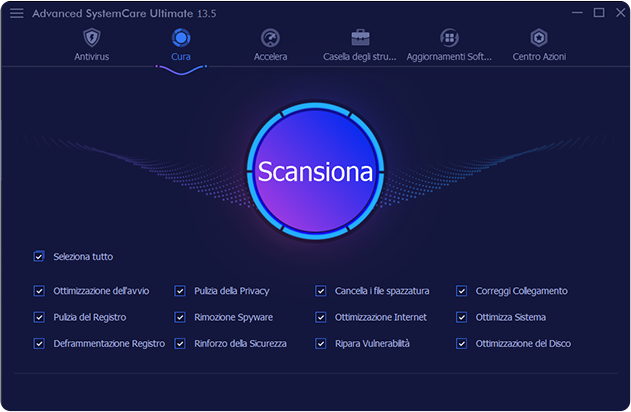 Advanced SystemCare Ultimate 13.5
Antivirus
Cura
Accelera
Casella degli stru...
Aggiornamenti Soft...
Centro Azioni
Scansiona
Seleziona tutto
Ottimizzazione dell'avvio
Pulizia della Privacy
Cancella i file spazzatura
Correggi Collegamento
Pulizia del Registro
Rimozione Spyware
Ottimizzazione Internet
Ottimizza Sistema
Deframmentazione Registro
Rinforzo della Sicurezza
Ripara Vulnerabilità
Ottimizzazione del Disco